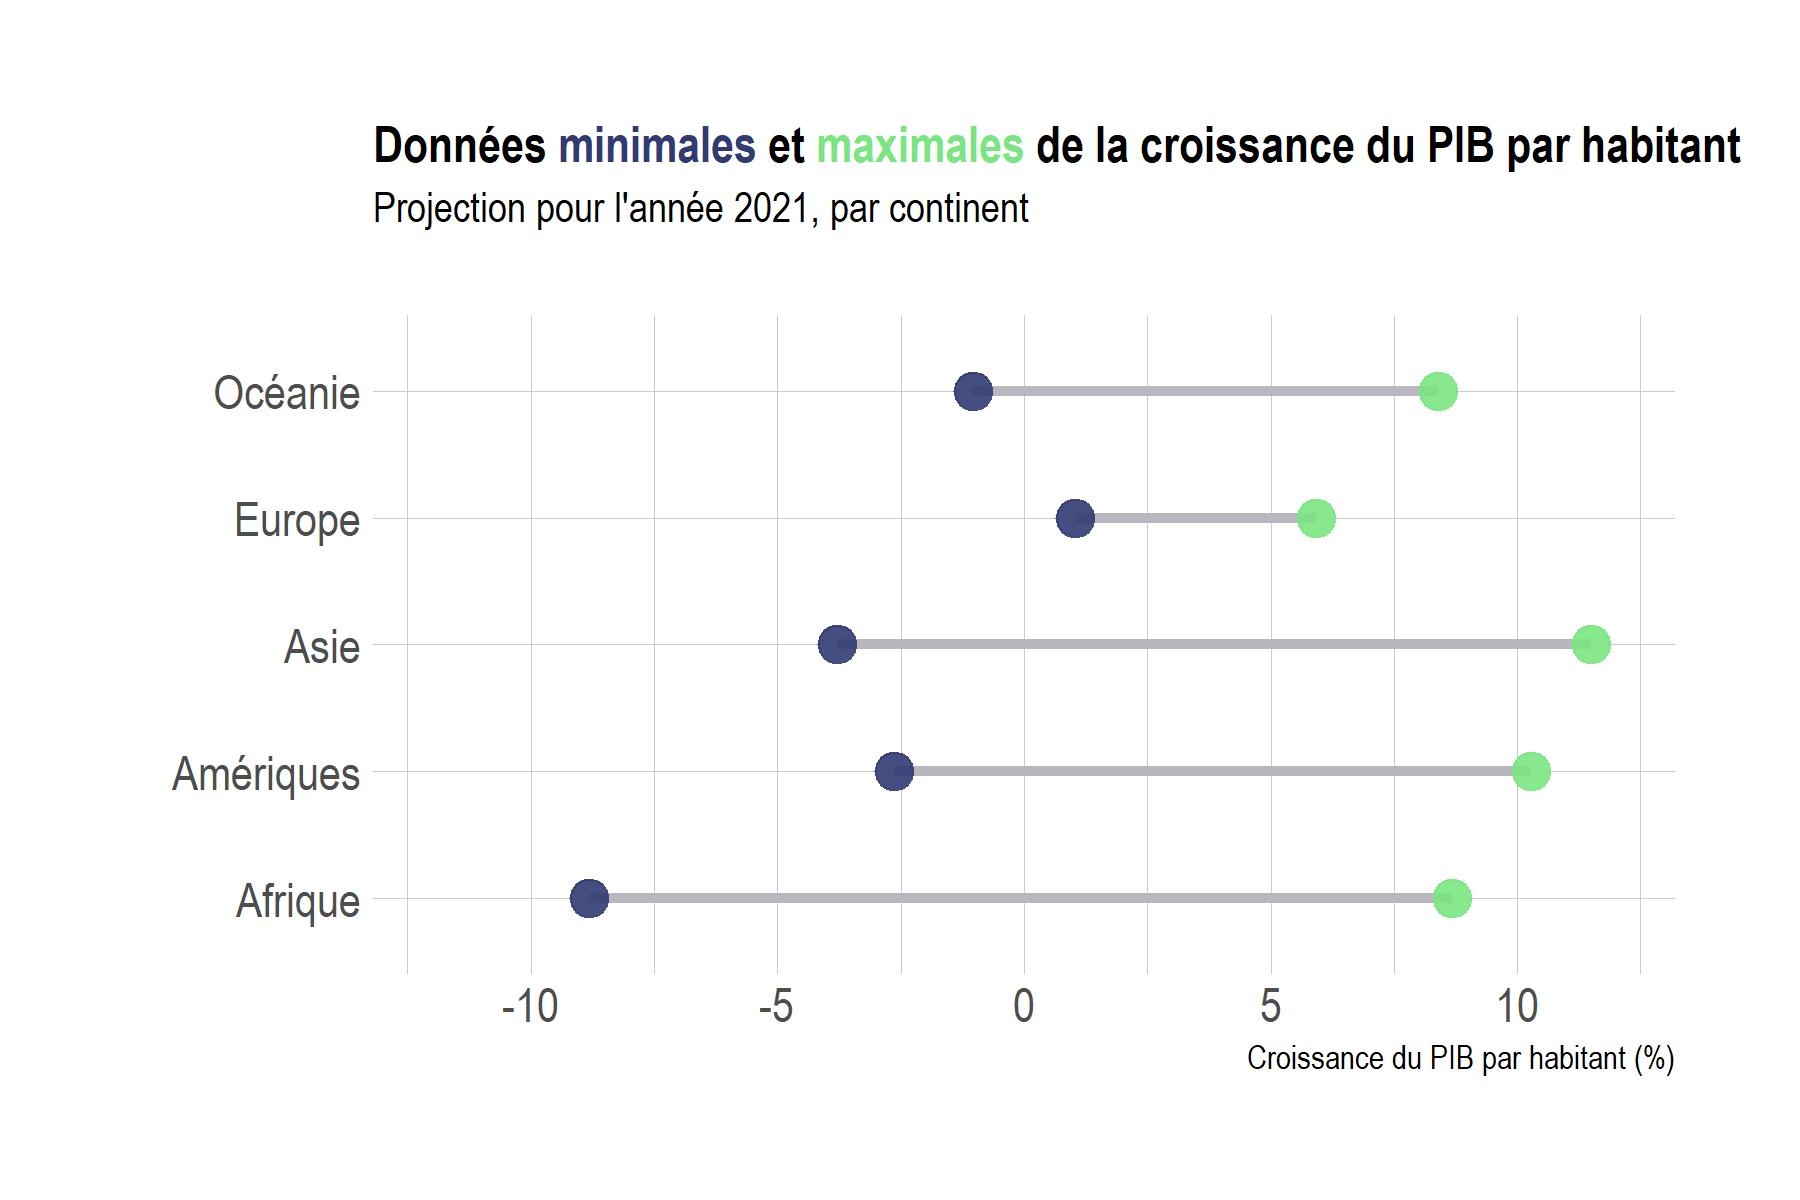 Données minimales et maximales de la croissance du PIB par habitant
Projection pour l'année 2021, par continent
Océanie
Europe
Asie
Amériques
Afrique
-10 -5 0 5 10
Croissance du PIB par habitant (%)